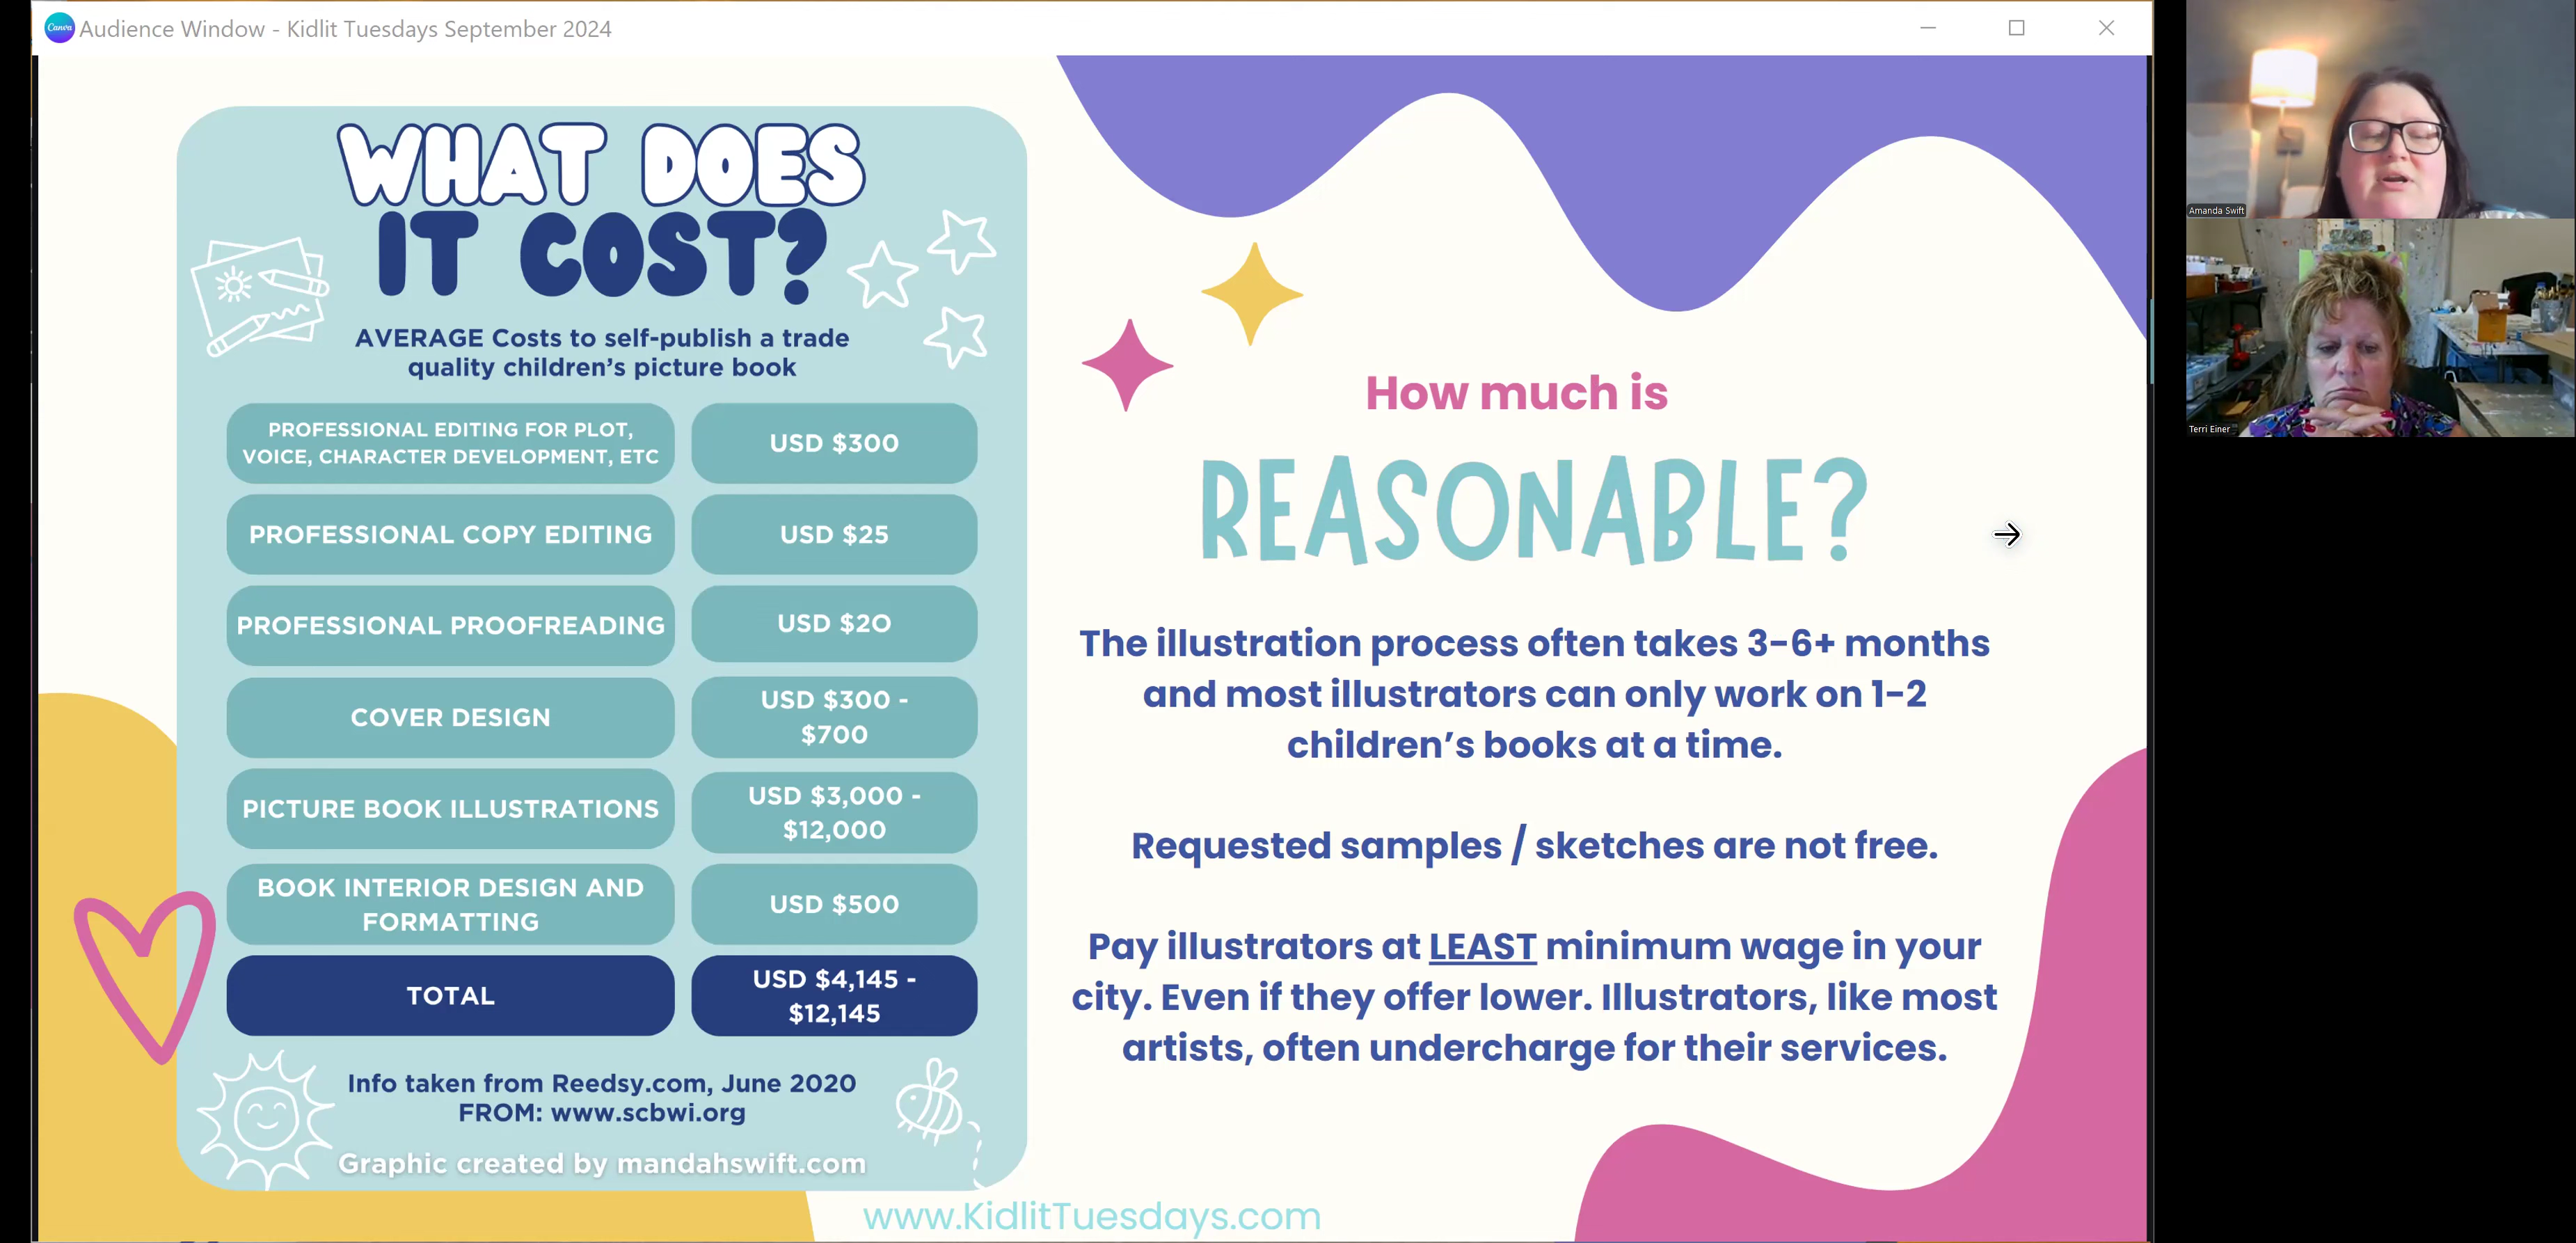 Canva
Audience Window - Kidlit Tuesdays September 2024
WHAT DOES
IT COST?
AVERAGE Costs to self-publish a trade
quality children's picture book
PROFESSIONAL EDITING FOR PLOT,
VOICE, CHARACTER DEVELOPMENT, ETC
USD $300
PROFESSIONAL COPY EDITING
USD $25
PROFESSIONAL PROOFREADING
USD $20
COVER DESIGN
USD $300 -
$700
PICTURE BOOK ILLUSTRATIONS
USD $3,000 -
$12,000
BOOK INTERIOR DESIGN AND
FORMATTING
USD $500
TOTAL
USD $4,145 -
$12,145
Info taken from Reedsy.com, June 2020
FROM: www.scbwi.org
Graphic created by mandahswift.com
How much is
REASONABLE?
The illustration process often takes 3-6+ months
and most illustrators can only work on 1-2
children's books at a time.
Requested samples / sketches are not free.
Pay illustrators at LEAST minimum wage in your
city. Even if they offer lower. Illustrators, like most
artists, often undercharge for their services.
www.KidlitTuesdays.com
Amanda Swift
Terri Einer